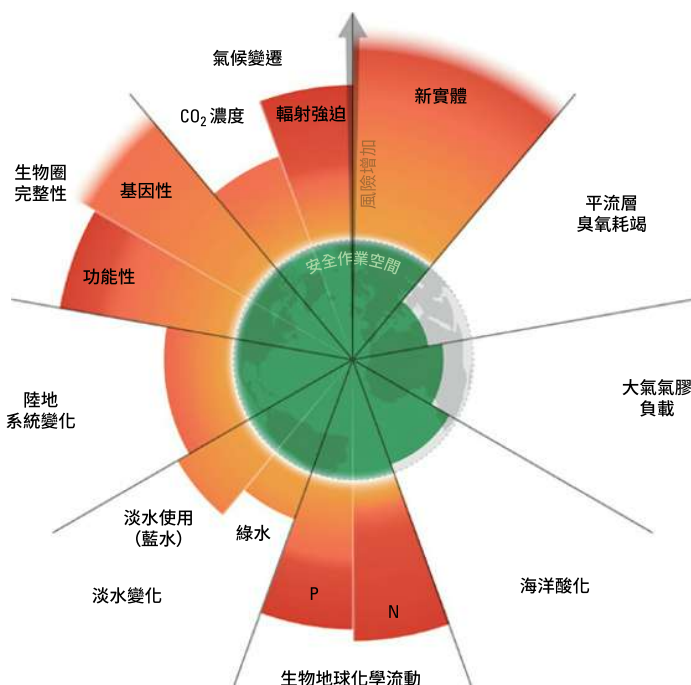 氣候變遷
CO₂ 濃度
輻射強迫
新實體
風險增加
生物圈
完整性
基因性
功能性
平流層
臭氧耗竭
安全作業空間
陸地
系統變化
大氣氣膠
負載
淡水使用
（藍水）
綠水
淡水變化
P
N
海洋酸化
生物地球化學流動